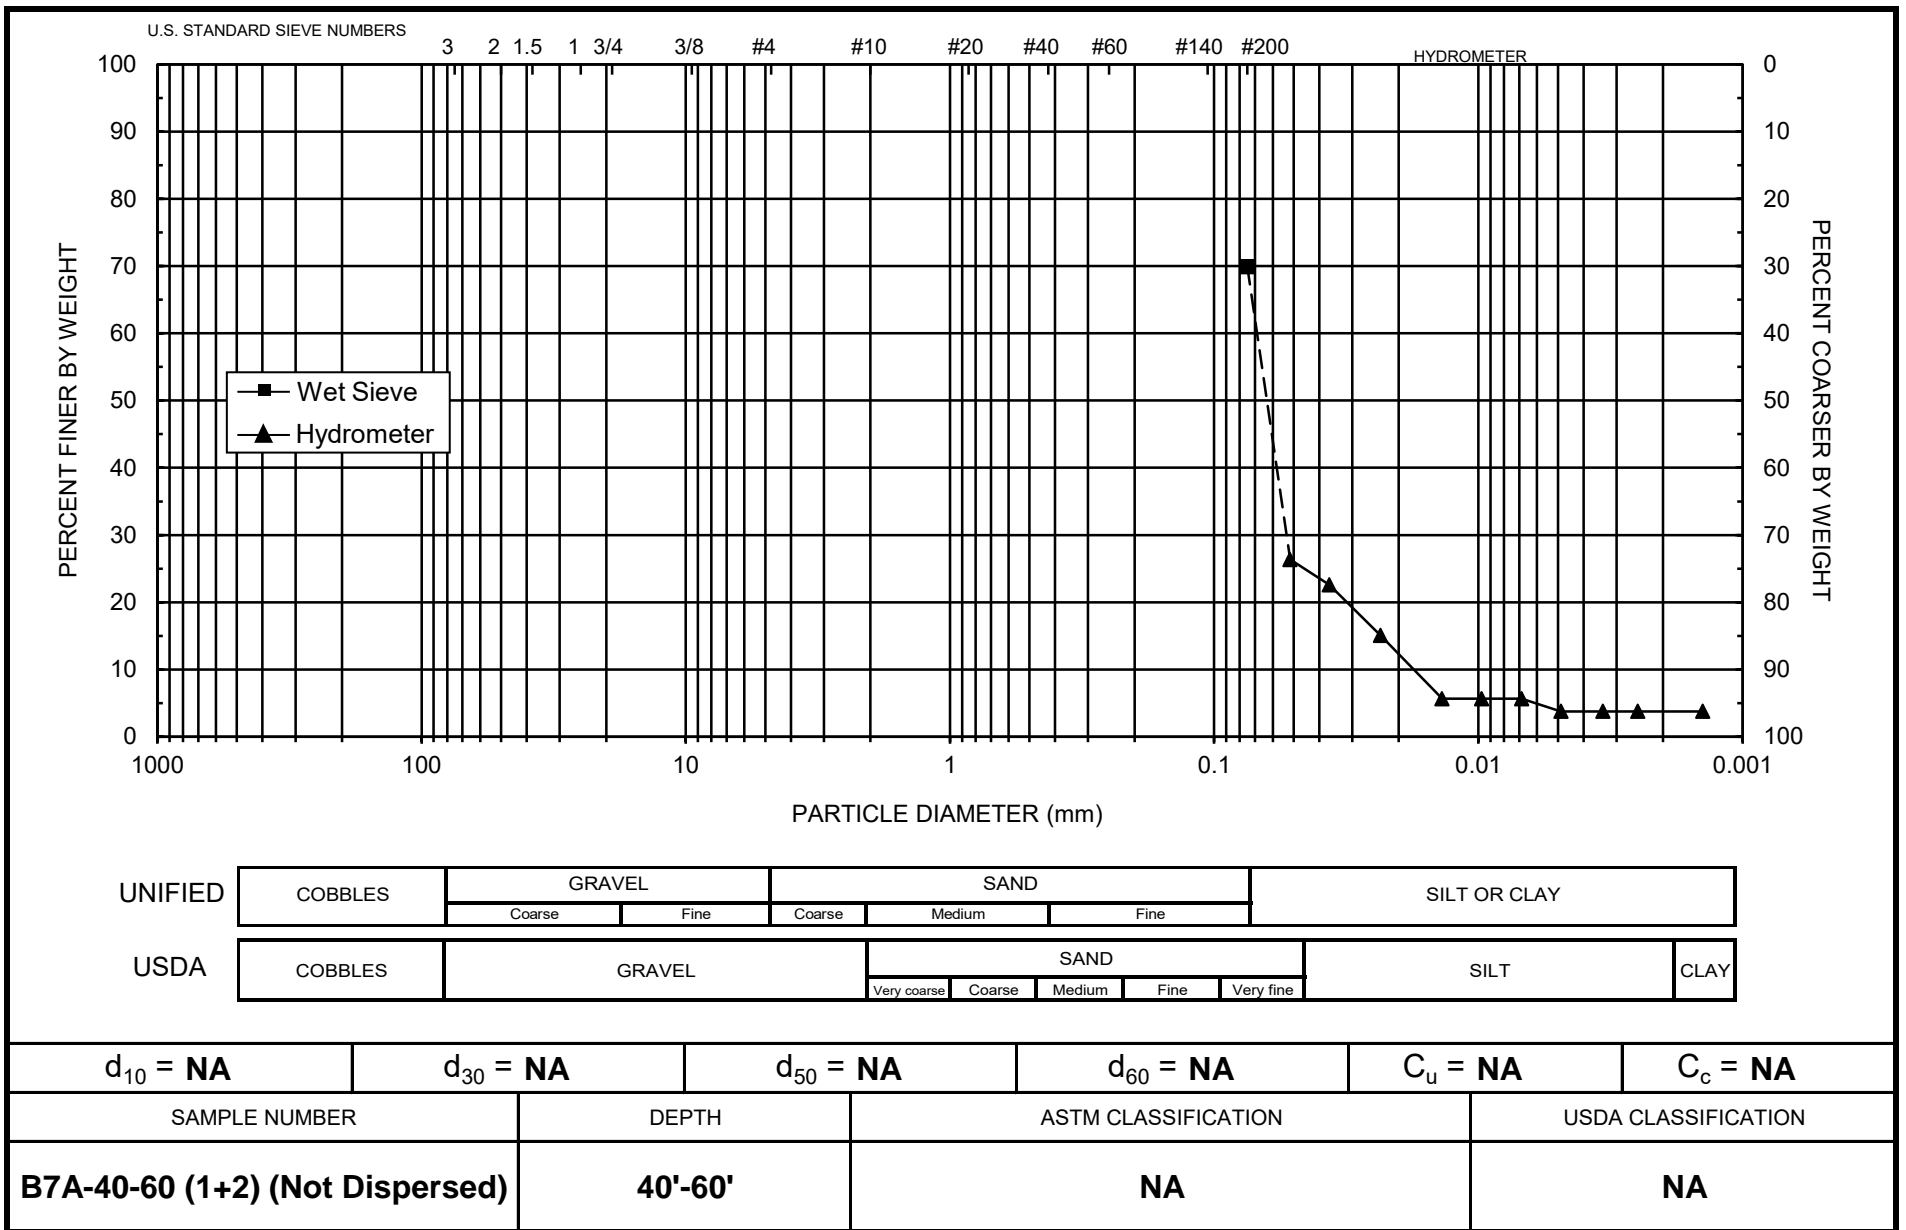 U.S. STANDARD SIEVE NUMBERS
3 2 1.5 1 3/4 3/8 #4 #10 #20 #40 #60 #140 #200
HYDROMETER
100 0
90 10
80 20
70 30
60 40
50 50
40 60
30 70
20 80
10 90
0 100
PERCENT FINER BY WEIGHT
PERCENT COARSER BY WEIGHT
Wet Sieve
Hydrometer
1000 100 10 1 0.1 0.01 0.001
PARTICLE DIAMETER (mm)
UNIFIED
COBBLES GRAVEL SAND SILT OR CLAY
Coarse Fine Coarse Medium Fine
USDA
COBBLES GRAVEL SAND SILT CLAY
Very coarse Coarse Medium Fine Very fine
d10 = NA d30 = NA d50 = NA d60 = NA Cu = NA Cc = NA
SAMPLE NUMBER DEPTH ASTM CLASSIFICATION USDA CLASSIFICATION
B7A-40-60 (1+2) (Not Dispersed) 40'-60' NA NA